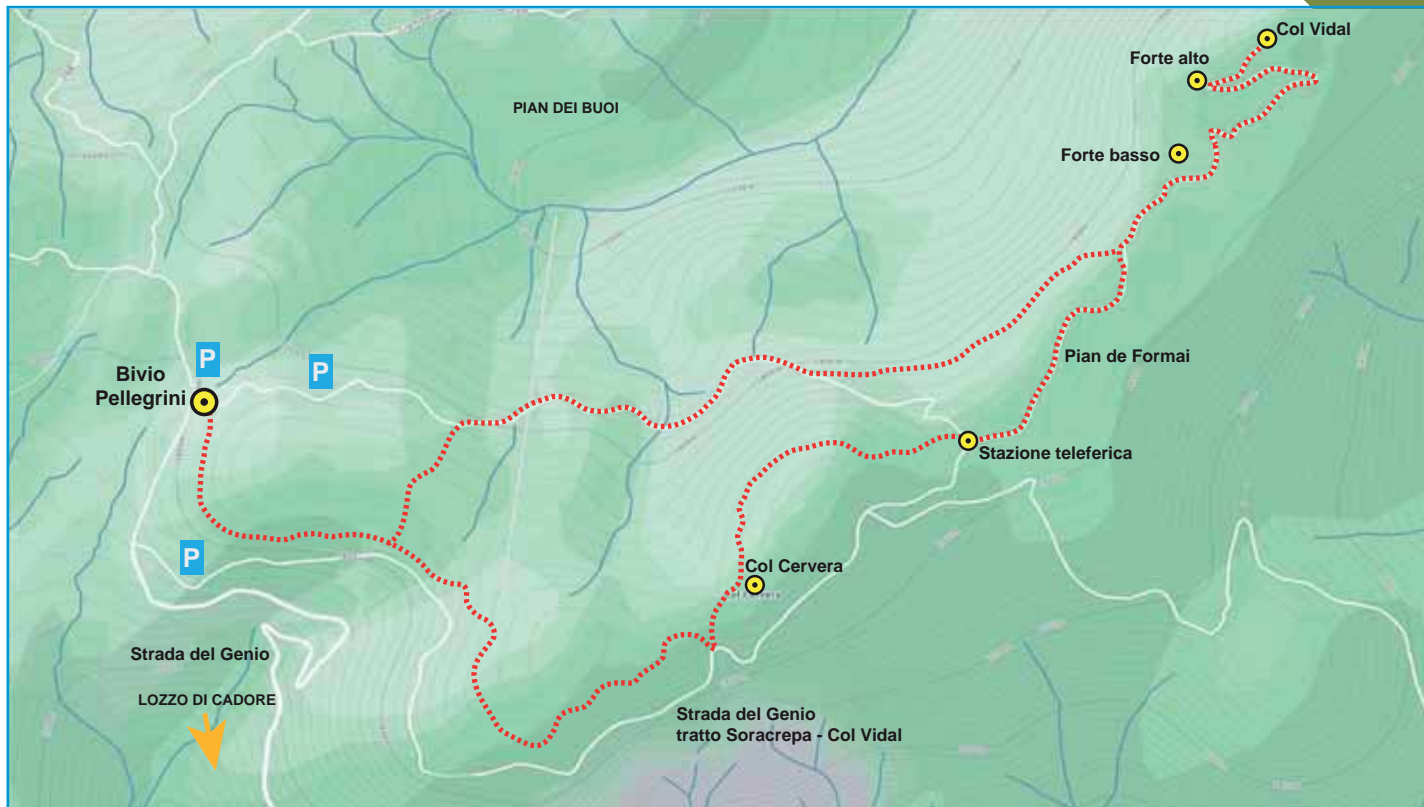 Col Vidal
Forte alto
PIAN DEI BUOI
Forte basso
P
P
Bivio
Pellegrini
Pian de Formai
Stazione teleferica
P
Col Cervera
Strada del Genio
LOZZO DI CADORE
Strada del Genio
tratto Soracrepa - Col Vidal